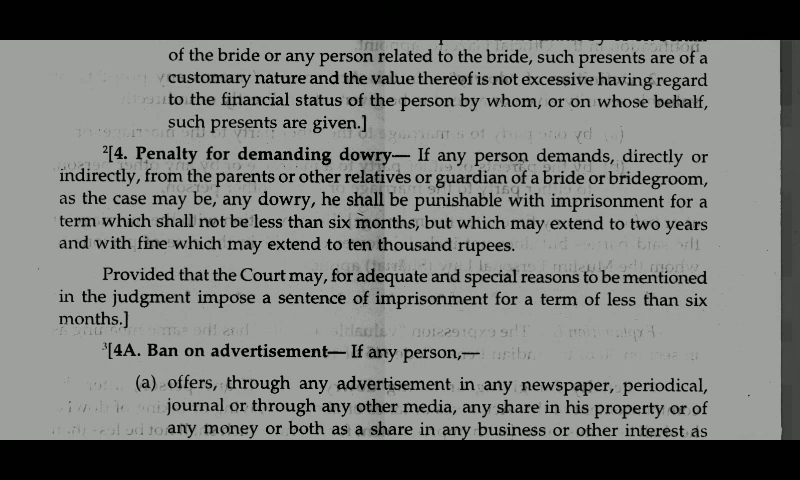 of the bride or any person related to the bride, such presents are of a
customary nature and the value thereof is not excessive having regard
to the financial status of the person by whom, or on whose behalf,
such presents are given.]
²[4. Penalty for demanding dowry— If any person demands, directly or
indirectly, from the parents or other relatives or guardian of a bride or bridegroom,
as the case may be, any dowry, he shall be punishable with imprisonment for a
term which shall not be less than six months, but which may extend to two years
and with fine which may extend to ten thousand rupees.
Provided that the Court may, for adequate and special reasons to be mentioned
in the judgment impose a sentence of imprisonment for a term of less than six
months.]
³[4A. Ban on advertisement— If any person,—
(a) offers, through any advertisement in any newspaper, periodical,
journal or through any other media, any share in his property or of
any money or both as a share in any business or other interest as